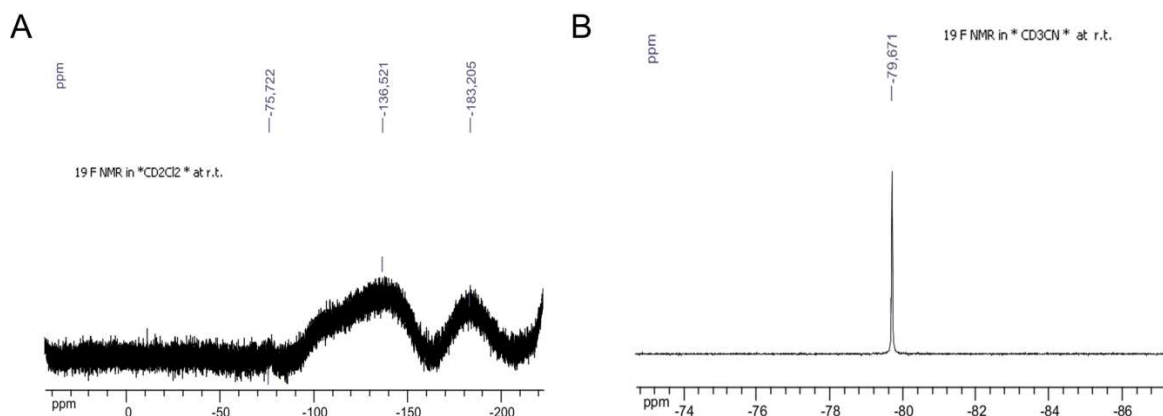 A
ppm
-75,722
-136,521
-183,205
19 F NMR in *CD2Cl2 * at r.t.
ppm
0
-50
-100
-150
-200
B
ppm
-79,671
19 F NMR in * CD3CN * at r.t.
ppm
-74
-76
-78
-80
-82
-84
-86